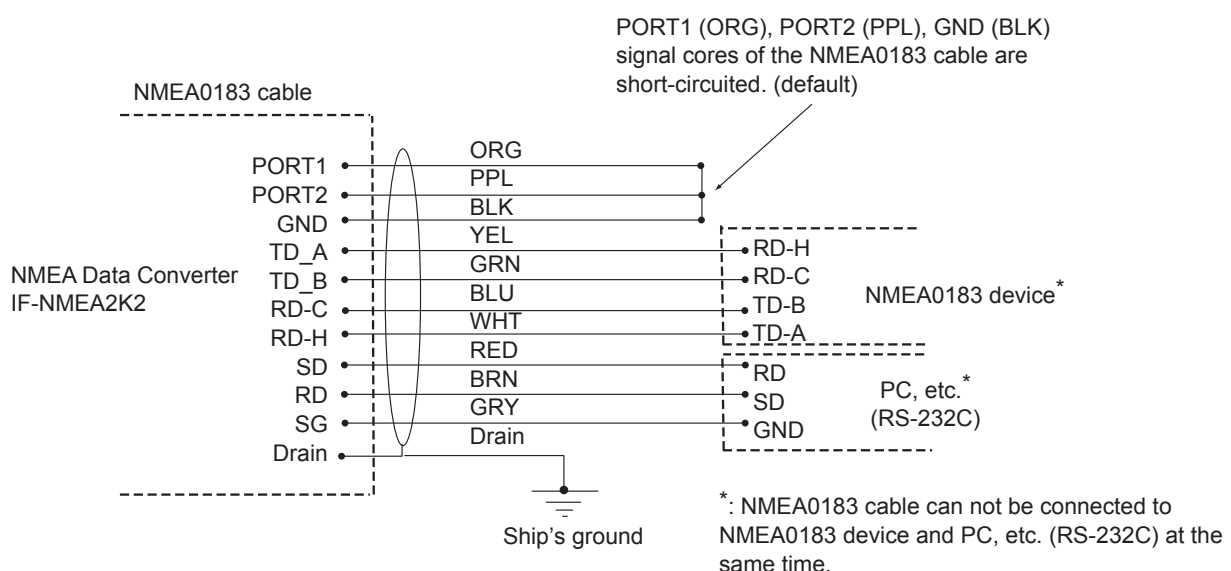 PORT1 (ORG), PORT2 (PPL), GND (BLK)
signal cores of the NMEA0183 cable are
short-circuited. (default)
NMEA0183 cable
PORT1
ORG
PORT2
PPL
GND
BLK
TD_A
YEL
RD-H
TD_B
GRN
RD-C
RD-C
BLU
TD-B
RD-H
WHT
TD-A
SD
RED
RD
RD
BRN
SD
SG
GRY
GND
Drain
Drain
NMEA Data Converter
IF-NMEA2K2
NMEA0183 device*
PC, etc.*
(RS-232C)
Ship's ground
*: NMEA0183 cable can not be connected to
NMEA0183 device and PC, etc. (RS-232C) at the
same time.